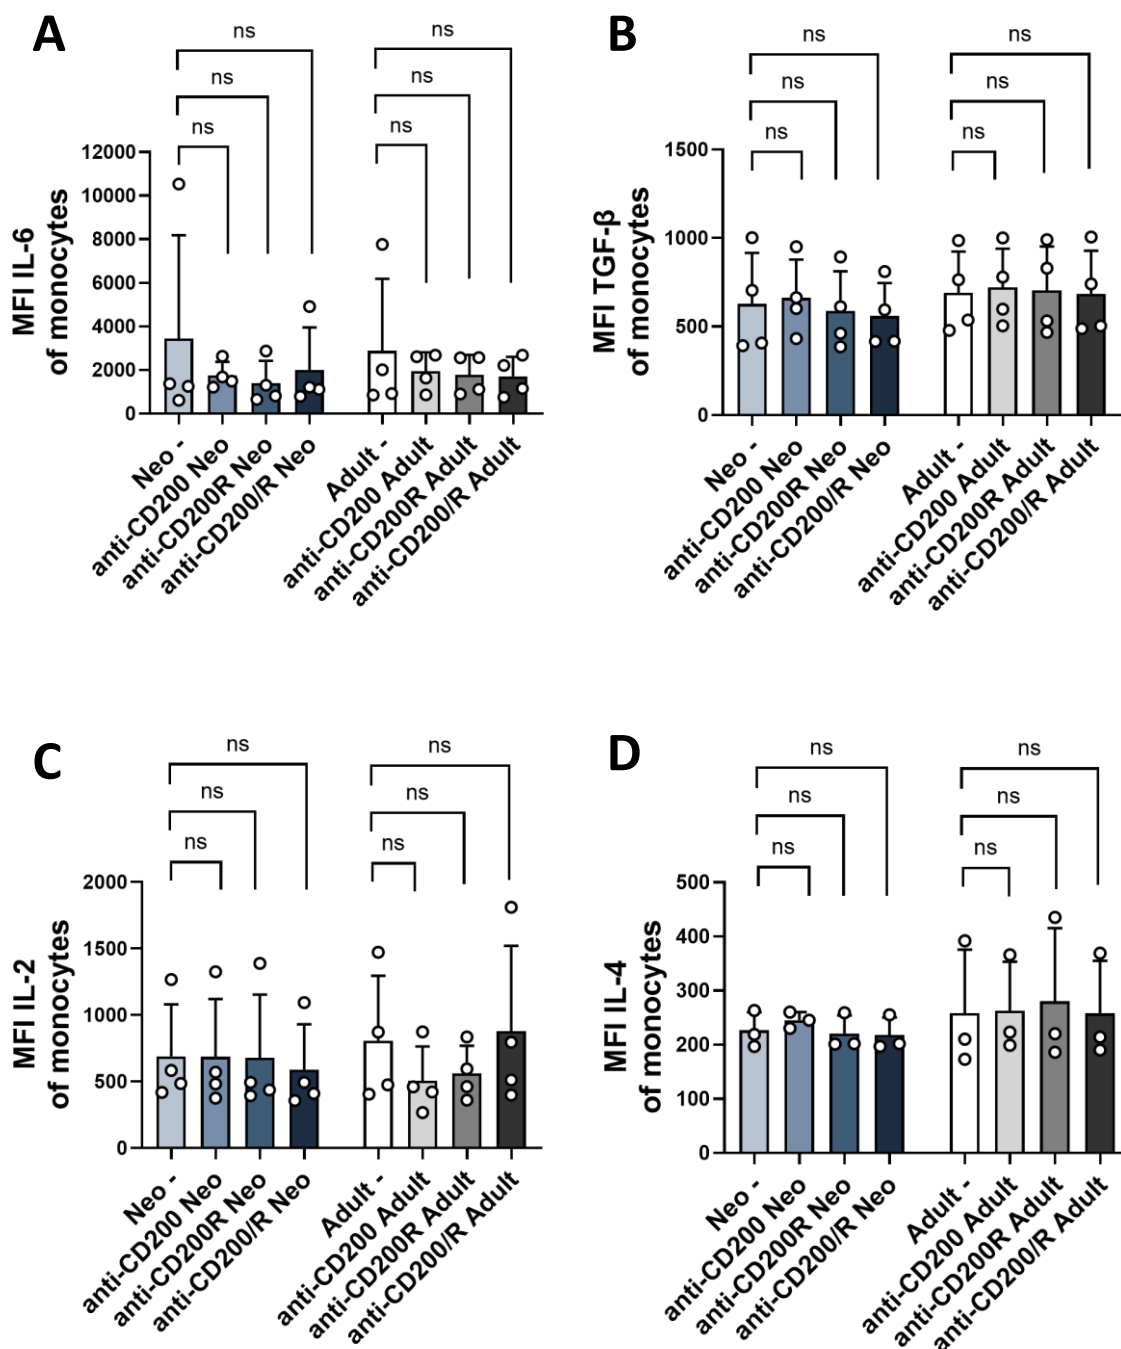 A
ns
ns
ns
ns
ns
ns
MFI IL-6
of monocytes
12000
10000
8000
6000
4000
2000
0
Neo -
anti-CD200 Neo
anti-CD200R Neo
anti-CD200/R Neo
Adult -
anti-CD200 Adult
anti-CD200R Adult
anti-CD200/R Adult
B
ns
ns
ns
ns
ns
ns
MFI TGF-β
of monocytes
1500
1000
500
0
Neo -
anti-CD200 Neo
anti-CD200R Neo
anti-CD200/R Neo
Adult -
anti-CD200 Adult
anti-CD200R Adult
anti-CD200/R Adult
C
ns
ns
ns
ns
ns
ns
MFI IL-2
of monocytes
2000
1500
1000
500
0
Neo -
anti-CD200 Neo
anti-CD200R Neo
anti-CD200/R Neo
Adult -
anti-CD200 Adult
anti-CD200R Adult
anti-CD200/R Adult
D
ns
ns
ns
ns
ns
ns
MFI IL-4
of monocytes
500
400
300
200
100
0
Neo -
anti-CD200 Neo
anti-CD200R Neo
anti-CD200/R Neo
Adult -
anti-CD200 Adult
anti-CD200R Adult
anti-CD200/R Adult